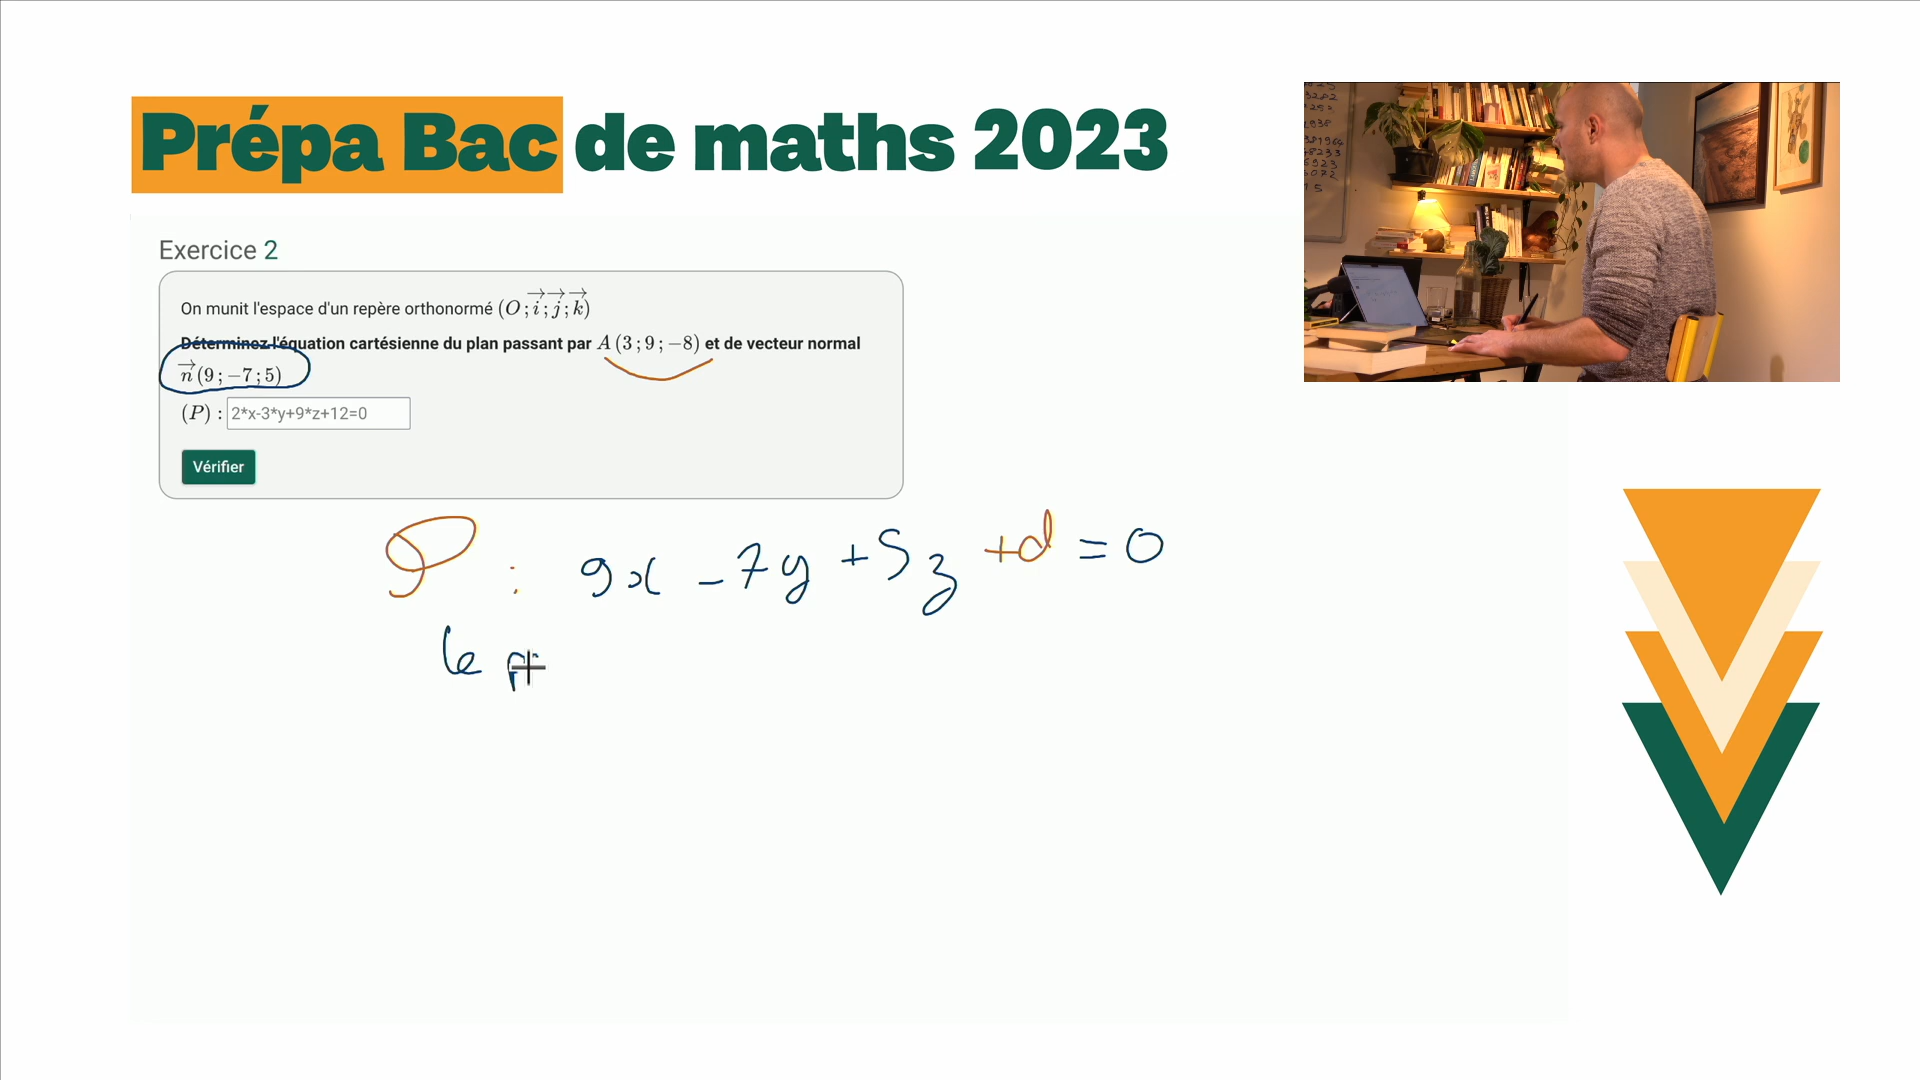 Prépa Bac de maths 2023
Exercice 2
On munit l'espace d'un repère orthonormé (O ; i ; j ; k)
Déterminez l'équation cartésienne du plan passant par A (3 ; 9 ; −8) et de vecteur normal
n (9 ; −7 ; 5)
(P) : 2*x-3*y+9*z+12=0
Vérifier
P : 9x - 7y + 5z + d = 0
le